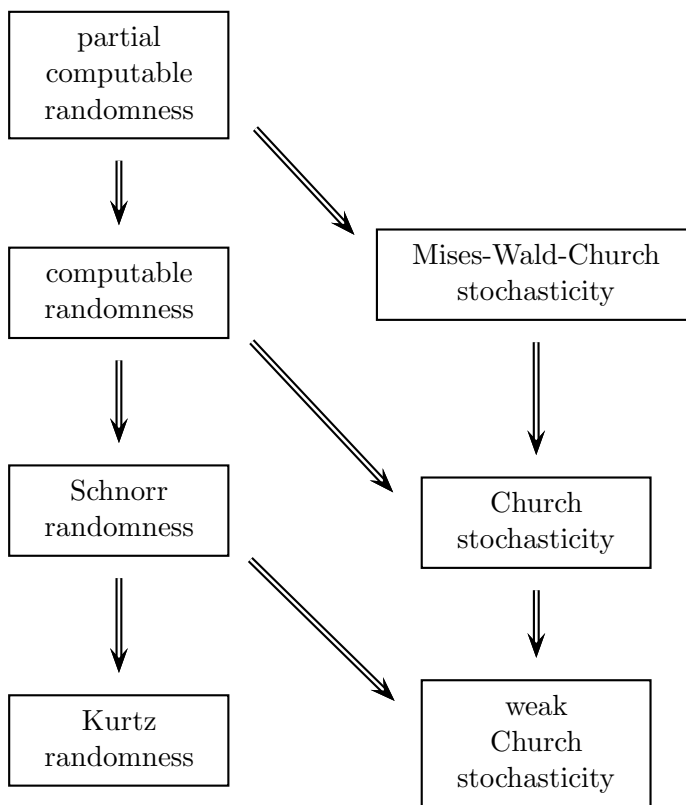 partial
computable
randomness
Mises-Wald-Church
stochasticity
computable
randomness
Schnorr
randomness
Church
stochasticity
Kurtz
randomness
weak
Church
stochasticity